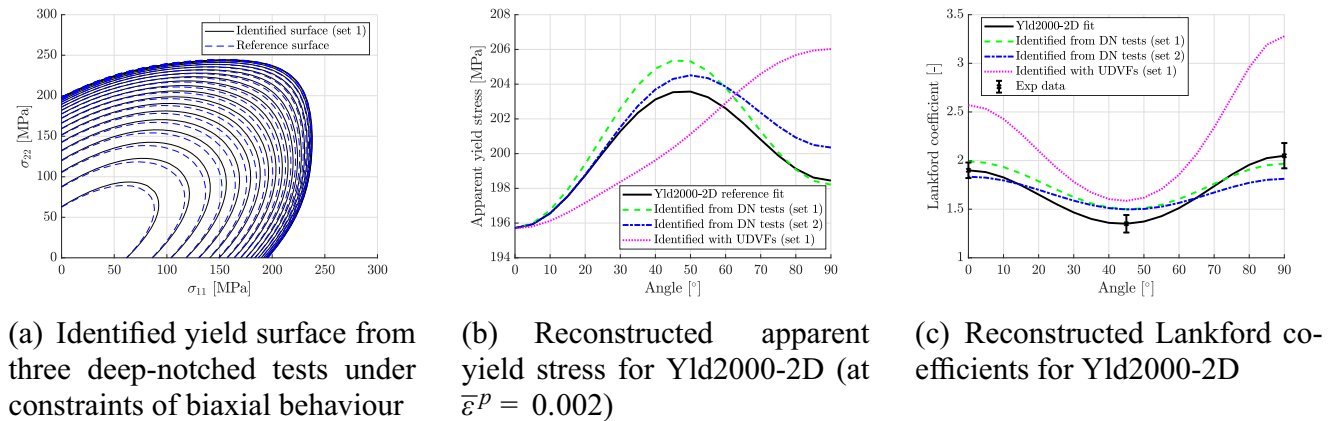 Identified surface (set 1)
Reference surface
300
250
200
150
100
50
0
σ22 [MPa]
0 50 100 150 200 250 300
σ11 [MPa]
206
204
202
200
198
196
194
Apparent yield stress [MPa]
Yld2000-2D reference fit
Identified from DN tests (set 1)
Identified from DN tests (set 2)
Identified with UDVFs (set 1)
0 10 20 30 40 50 60 70 80 90
Angle [°]
3.5
3
2.5
2
1.5
1
Lankford coefficient [-]
Yld2000-2D fit
Identified from DN tests (set 1)
Identified from DN tests (set 2)
Identified with UDVFs (set 1)
Exp data
0 10 20 30 40 50 60 70 80 90
Angle [°]
(a) Identified yield surface from
three deep-notched tests under
constraints of biaxial behaviour
(b) Reconstructed apparent
yield stress for Yld2000-2D (at
ε̅ᵖ = 0.002)
(c) Reconstructed Lankford co-
efficients for Yld2000-2D